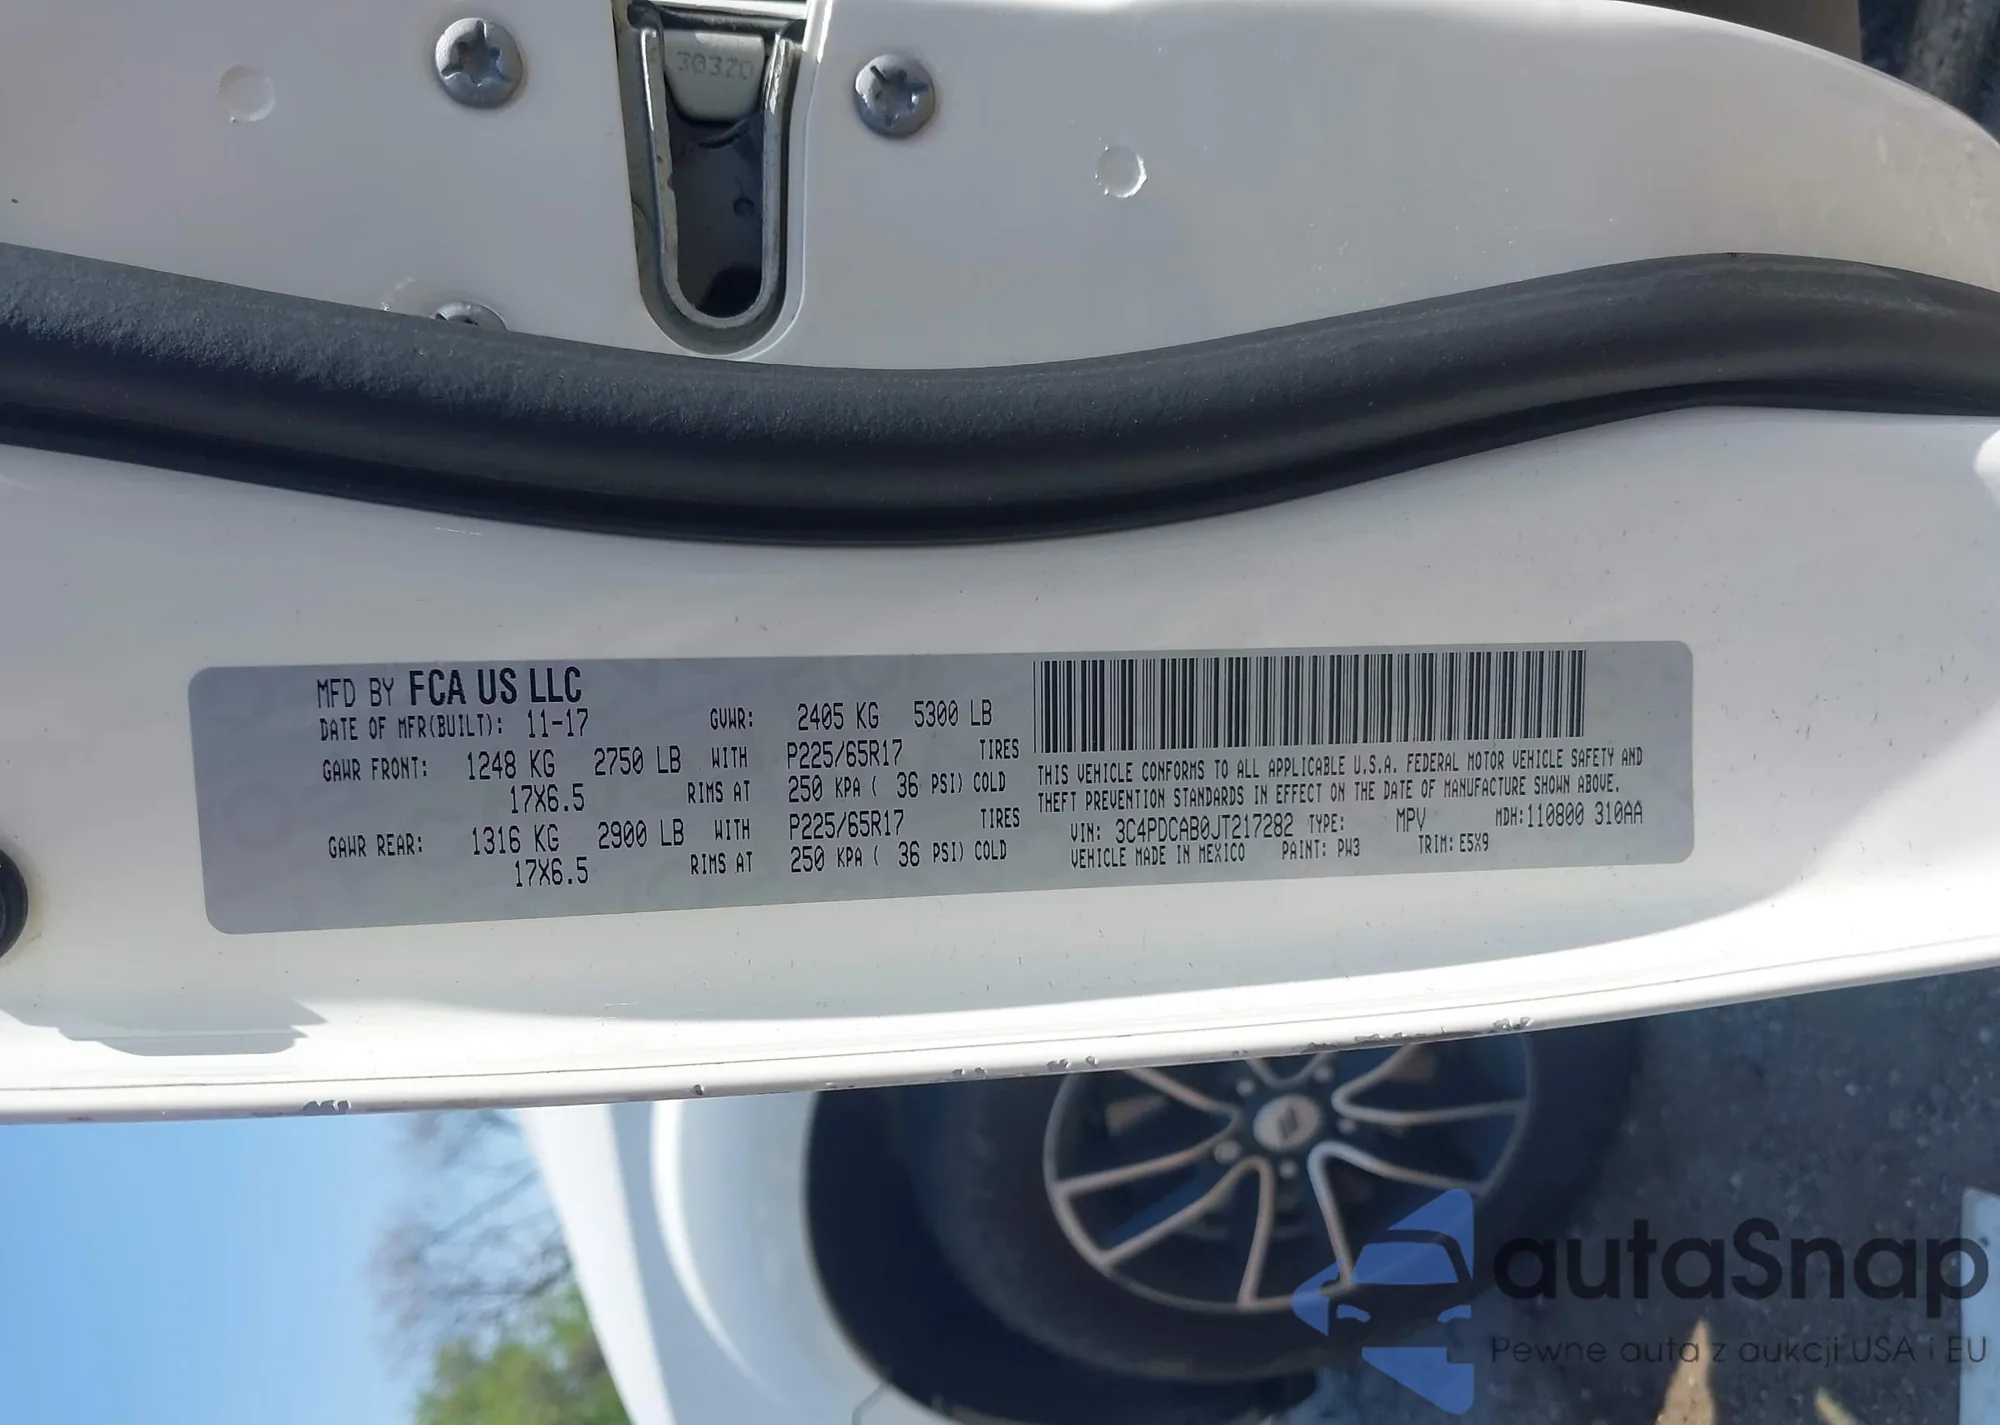 30370
MFD BY FCA US LLC
DATE OF MFR(BUILT): 11-17 GVWR: 2405 KG 5300 LB
GAWR FRONT: 1248 KG 2750 LB WITH P225/65R17 TIRES
17X6.5 RIMS AT 250 KPA ( 36 PSI) COLD
GAWR REAR: 1316 KG 2900 LB WITH P225/65R17 TIRES
17X6.5 RIMS AT 250 KPA ( 36 PSI) COLD
THIS VEHICLE CONFORMS TO ALL APPLICABLE U.S.A. FEDERAL MOTOR VEHICLE SAFETY AND
THEFT PREVENTION STANDARDS IN EFFECT ON THE DATE OF MANUFACTURE SHOWN ABOVE.
VIN: 3C4PDCAB0JT217282 TYPE: MPV MDH:110800 310AA
VEHICLE MADE IN MEXICO PAINT: PW3 TRIM: E5X9
autaSnap
Pewne auta z aukcji USA i EU